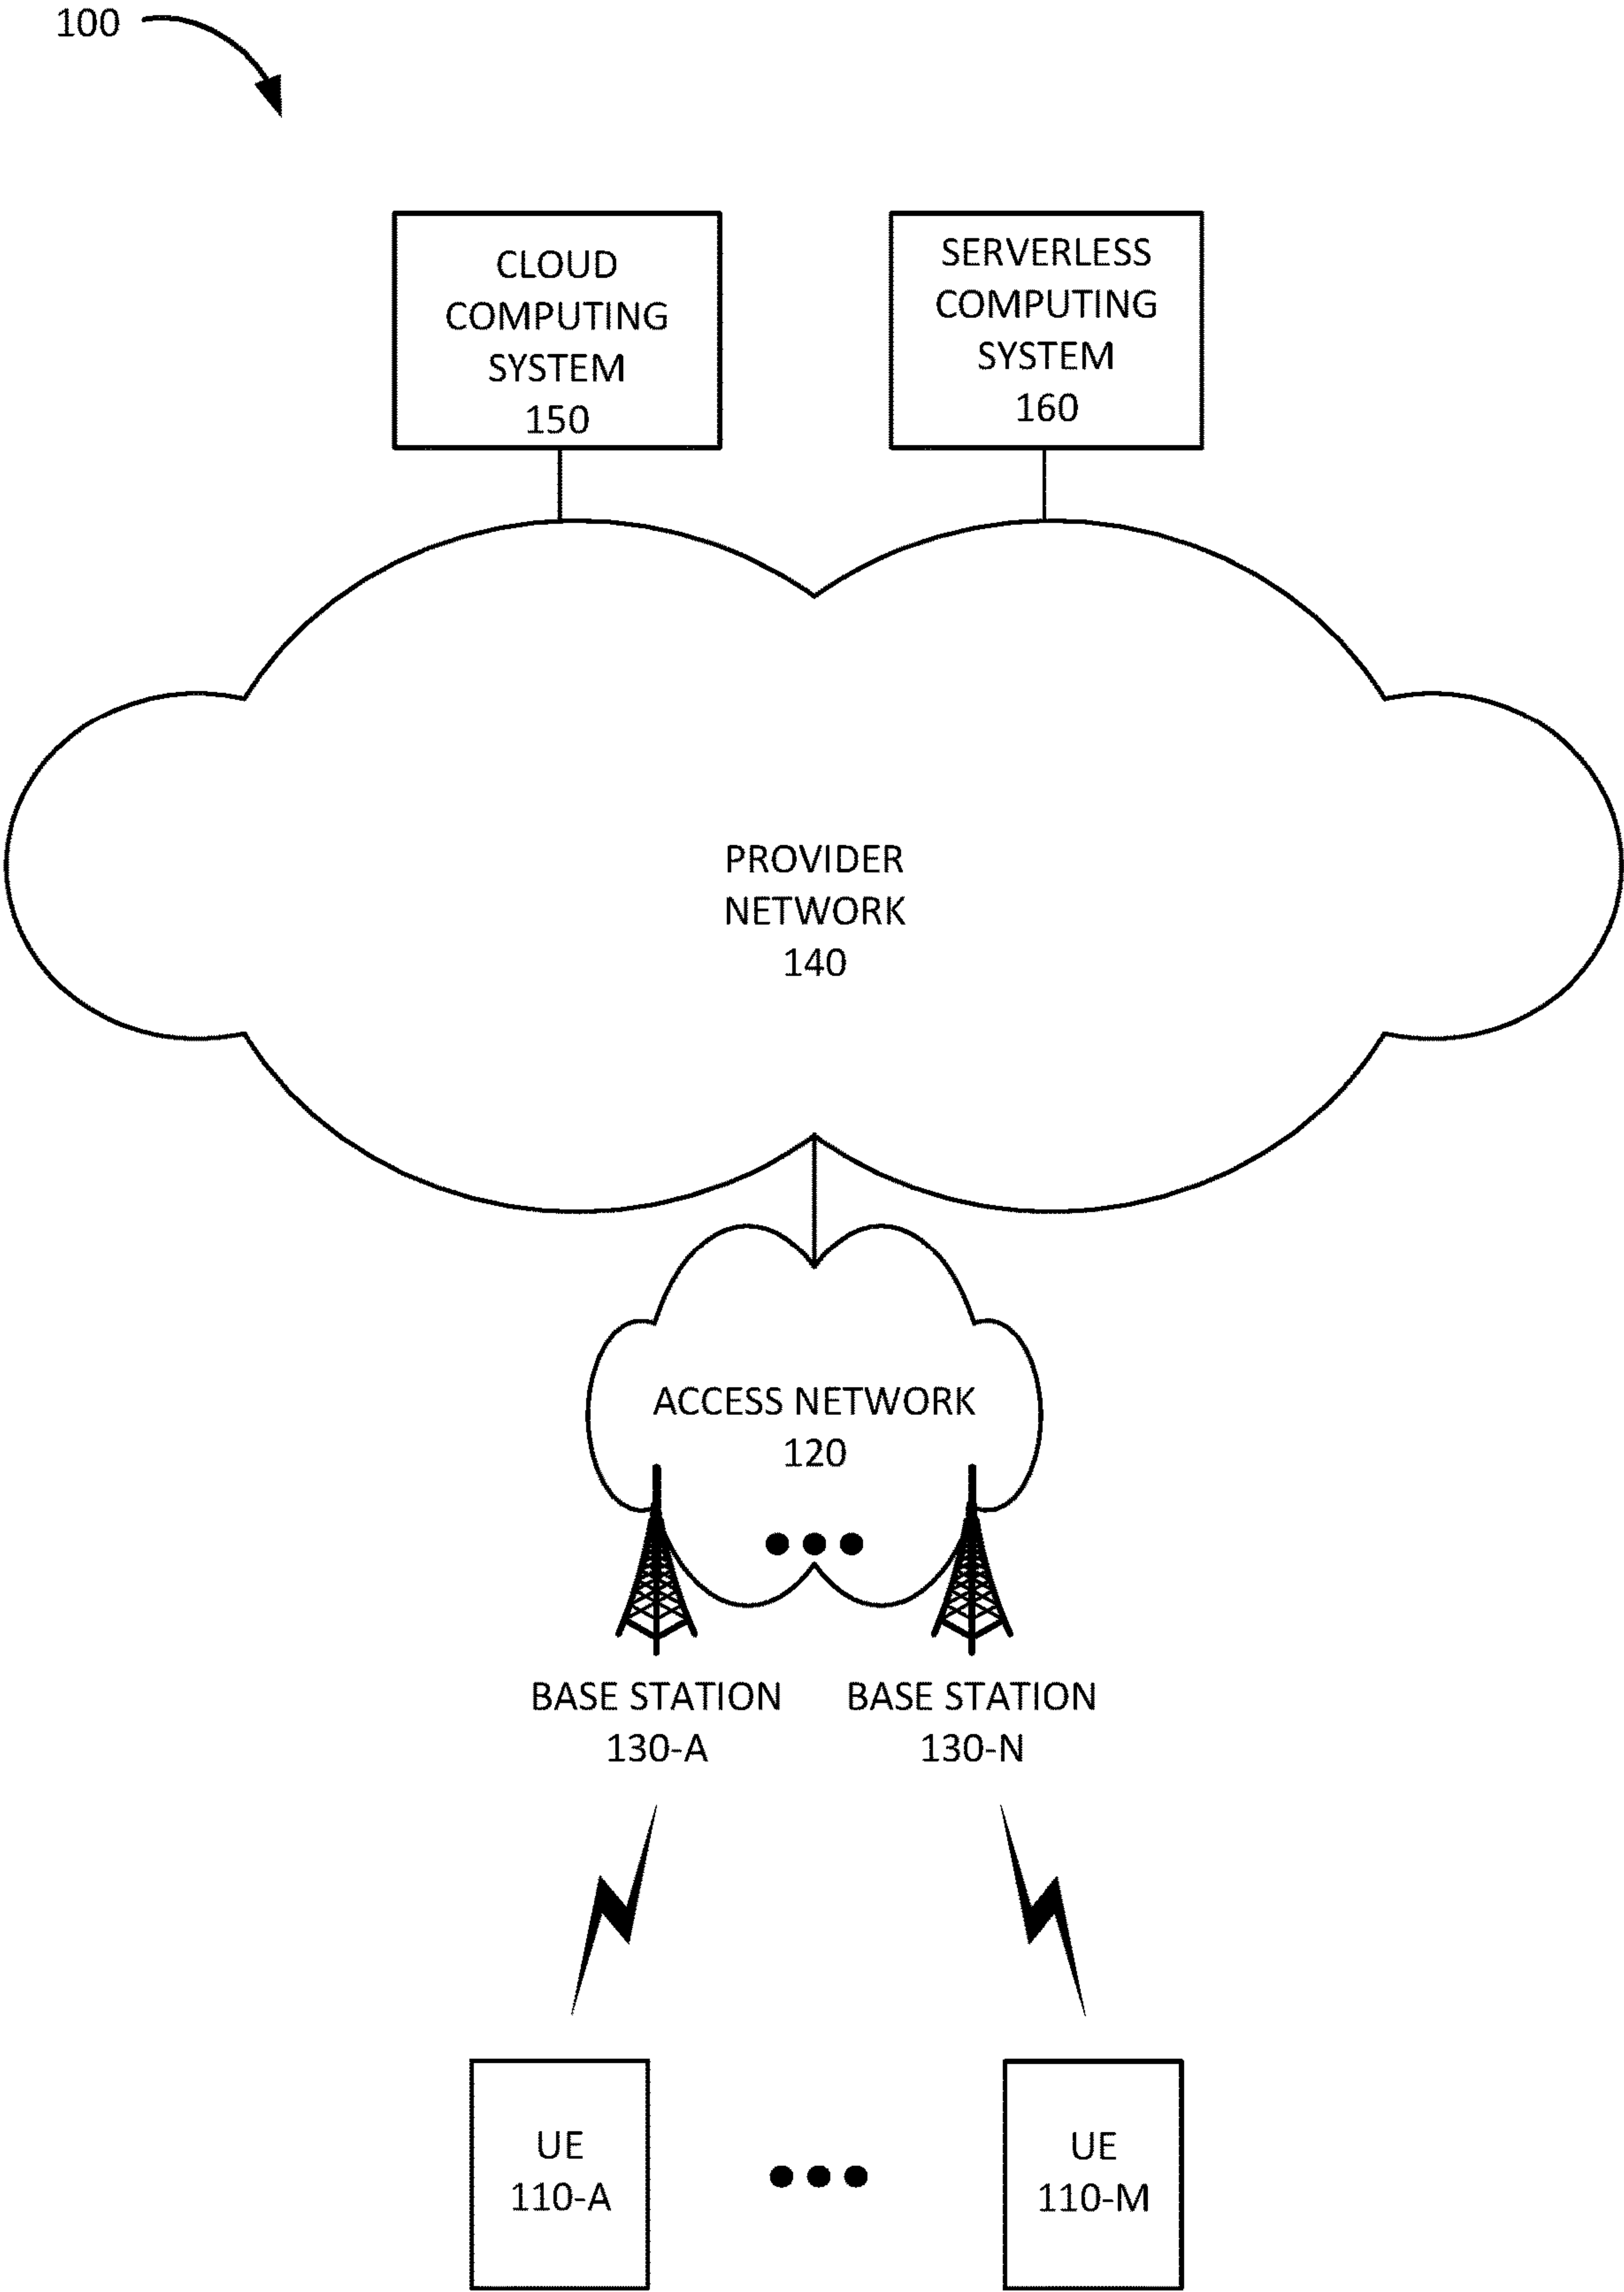 100
CLOUD
COMPUTING
SYSTEM
150
SERVERLESS
COMPUTING
SYSTEM
160
PROVIDER
NETWORK
140
ACCESS NETWORK
120
BASE STATION
130-A
BASE STATION
130-N
UE
110-A
UE
110-M